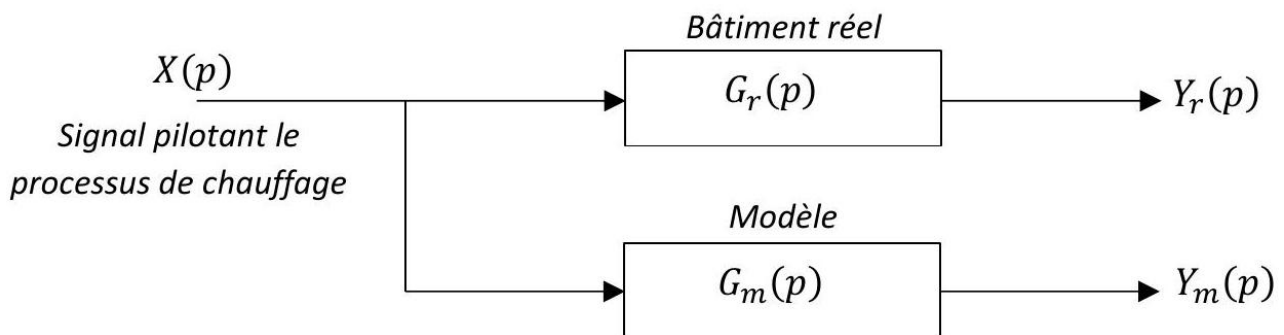 Bâtiment réel
X(p)
G_r(p)
Y_r(p)
Signal pilotant le
processus de chauffage
Modèle
G_m(p)
Y_m(p)